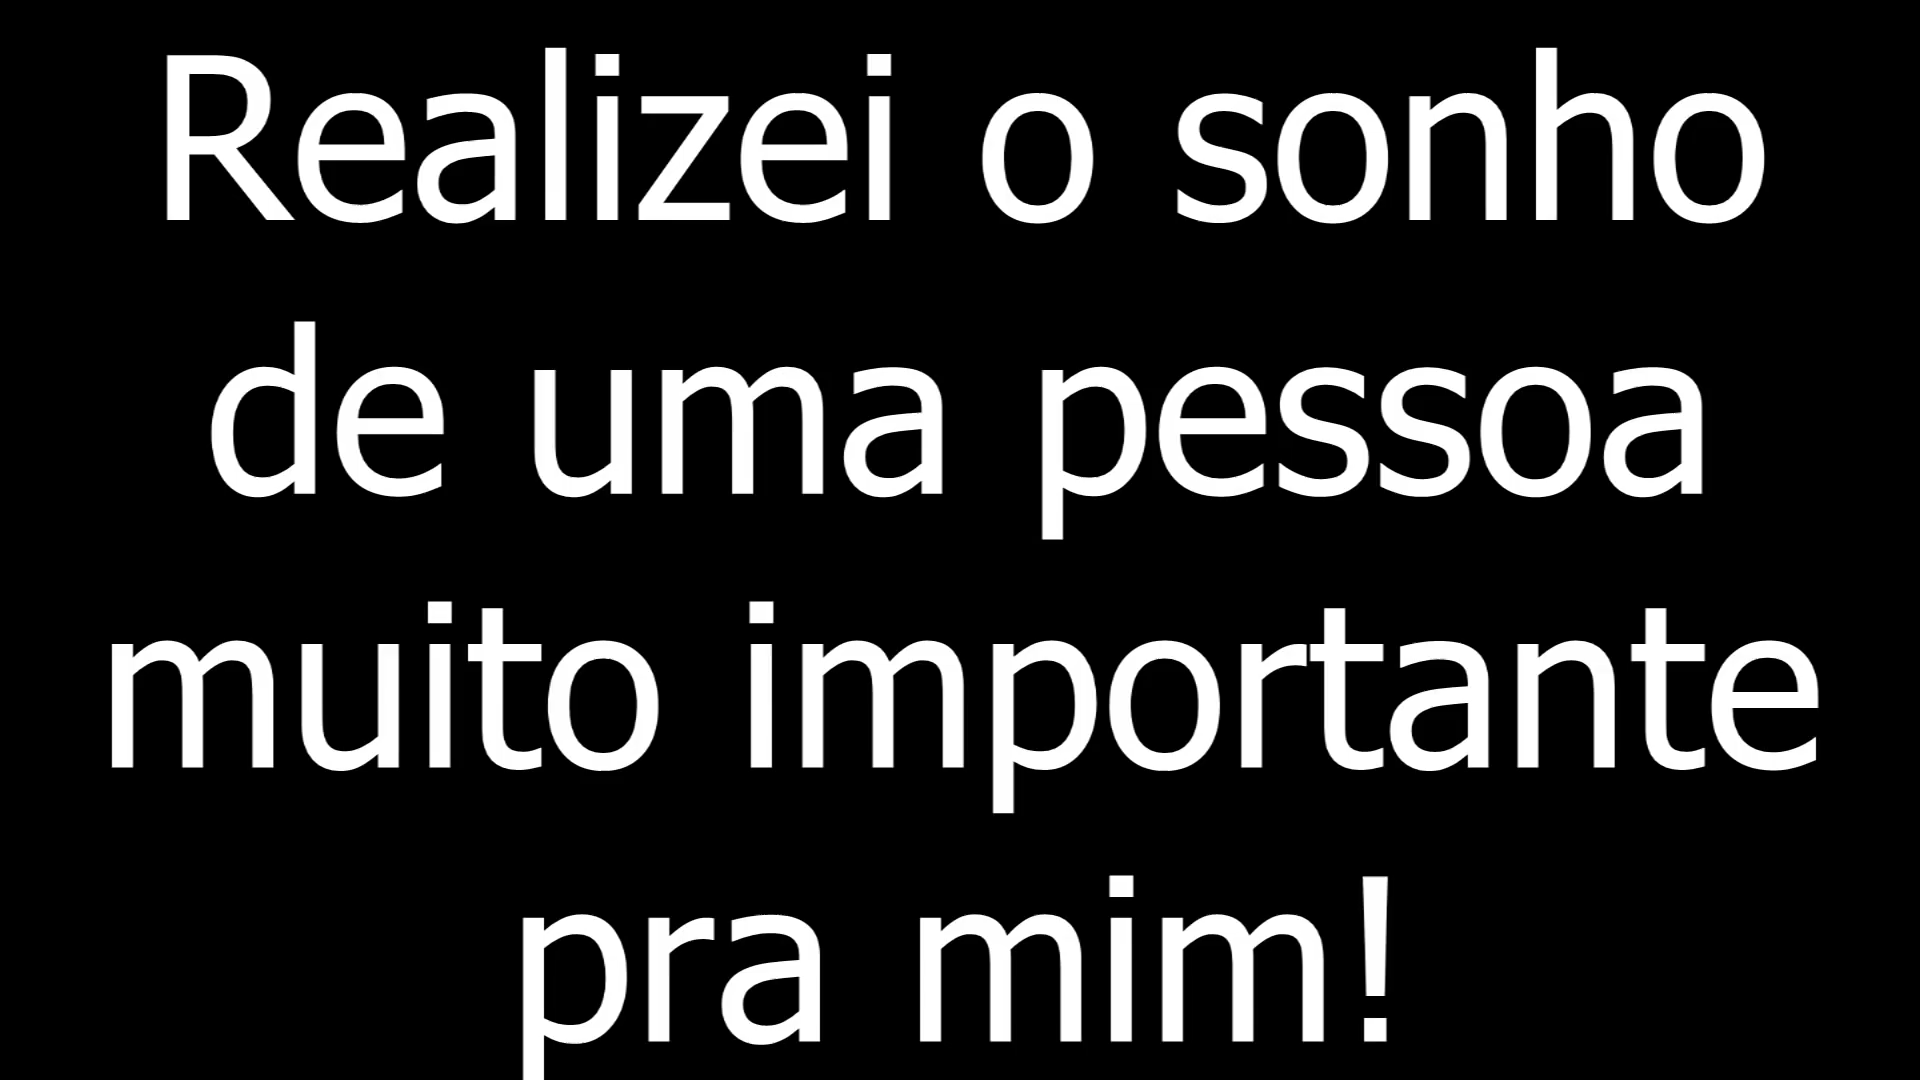 Realizei o sonho
de uma pessoa
muito importante
pra mim!